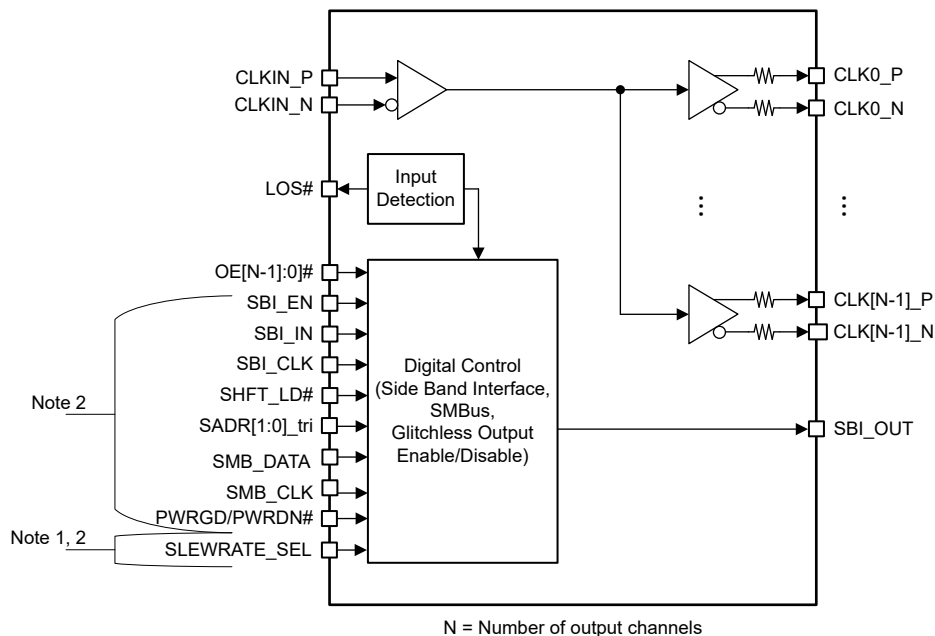 CLKIN_P
CLKIN_N
CLK0_P
CLK0_N
LOS#
Input
Detection
⋮
⋮
OE[N-1]:0]#
SBI_EN
SBI_IN
SBI_CLK
SHFT_LD#
SADR[1:0]_tri
SMB_DATA
SMB_CLK
PWRGD/PWRDN#
SLEWRATE_SEL
Note 2
Note 1, 2
Digital Control
(Side Band Interface,
SMBus,
Glitchless Output
Enable/Disable)
CLK[N-1]_P
CLK[N-1]_N
SBI_OUT
N = Number of output channels